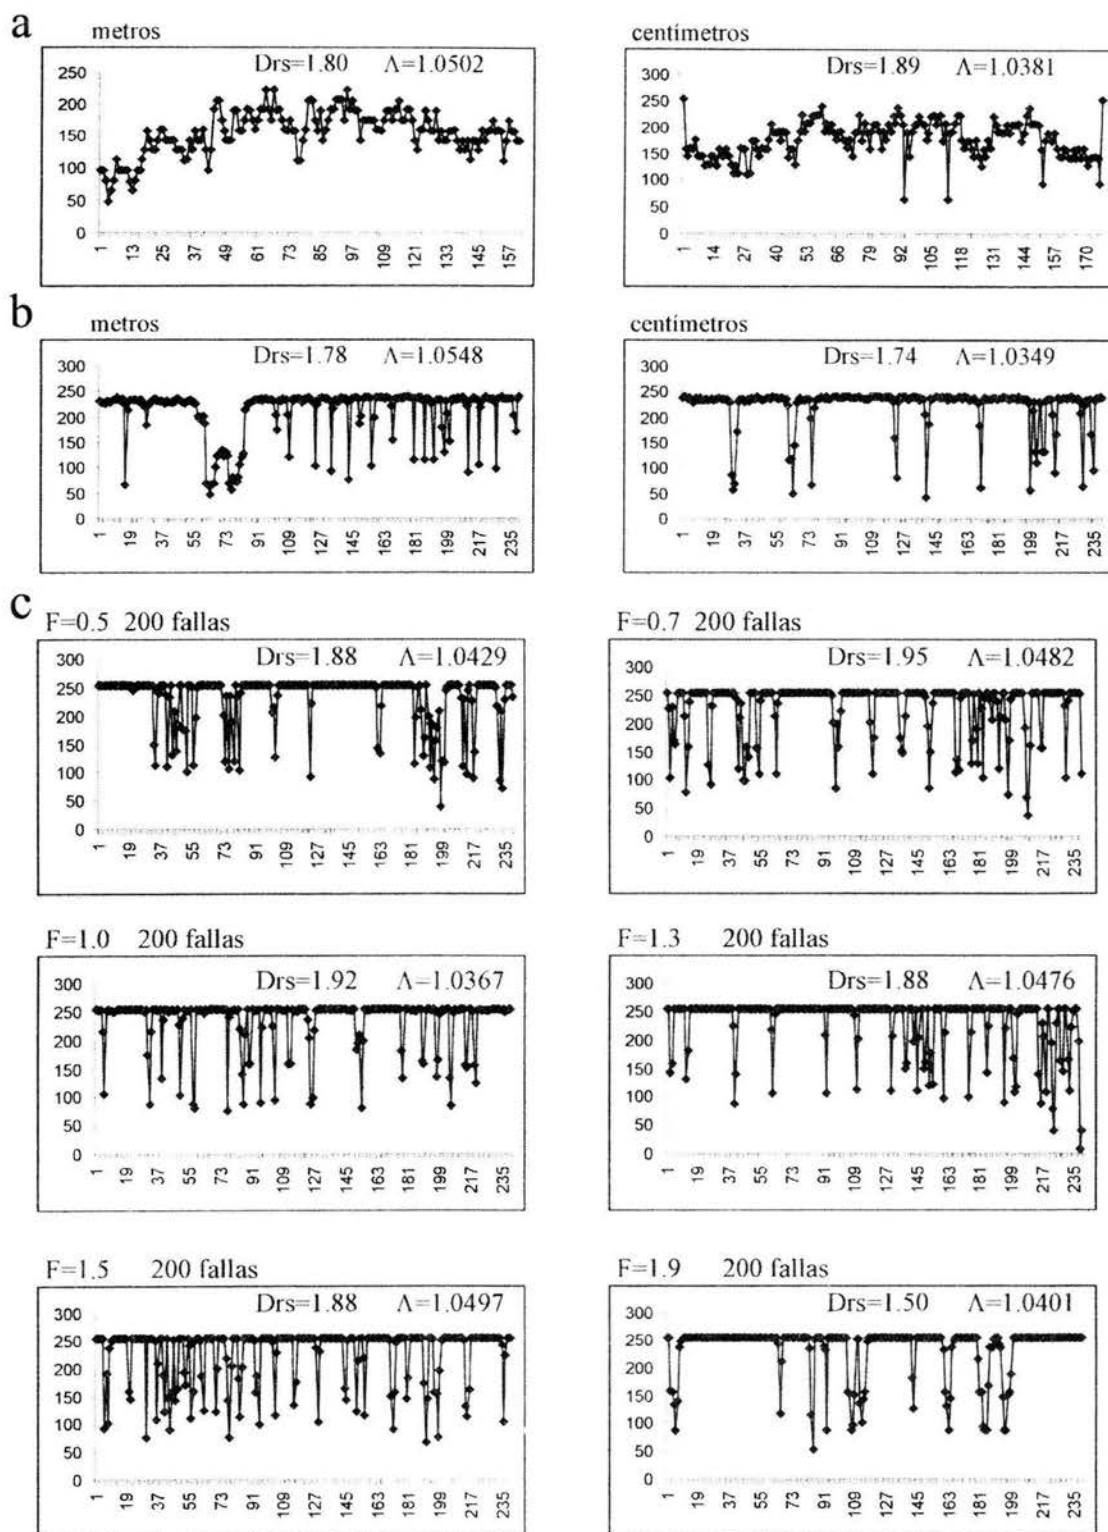 a
metros
Drs=1.80 Λ=1.0502
250
200
150
100
50
0
1 13 25 37 49 61 73 85 97 109 121 133 145 157
centímetros
Drs=1.89 Λ=1.0381
300
250
200
150
100
50
0
1 14 27 40 53 66 79 92 105 118 131 144 157 170
b
metros
Drs=1.78 Λ=1.0548
300
250
200
150
100
50
0
1 19 37 55 73 91 109 127 145 163 181 199 217 235
centímetros
Drs=1.74 Λ=1.0349
300
250
200
150
100
50
0
1 19 37 55 73 91 109 127 145 163 181 199 217 235
c
F=0.5 200 fallas
Drs=1.88 Λ=1.0429
300
250
200
150
100
50
0
1 19 37 55 73 91 109 127 145 163 181 199 217 235
F=0.7 200 fallas
Drs=1.95 Λ=1.0482
300
250
200
150
100
50
0
1 19 37 55 73 91 109 127 145 163 181 199 217 235
F=1.0 200 fallas
Drs=1.92 Λ=1.0367
300
250
200
150
100
50
0
1 19 37 55 73 91 109 127 145 163 181 199 217 235
F=1.3 200 fallas
Drs=1.88 Λ=1.0476
300
250
200
150
100
50
0
1 19 37 55 73 91 109 127 145 163 181 199 217 235
F=1.5 200 fallas
Drs=1.88 Λ=1.0497
300
250
200
150
100
50
0
1 19 37 55 73 91 109 127 145 163 181 199 217 235
F=1.9 200 fallas
Drs=1.50 Λ=1.0401
300
250
200
150
100
50
0
1 19 37 55 73 91 109 127 145 163 181 199 217 235